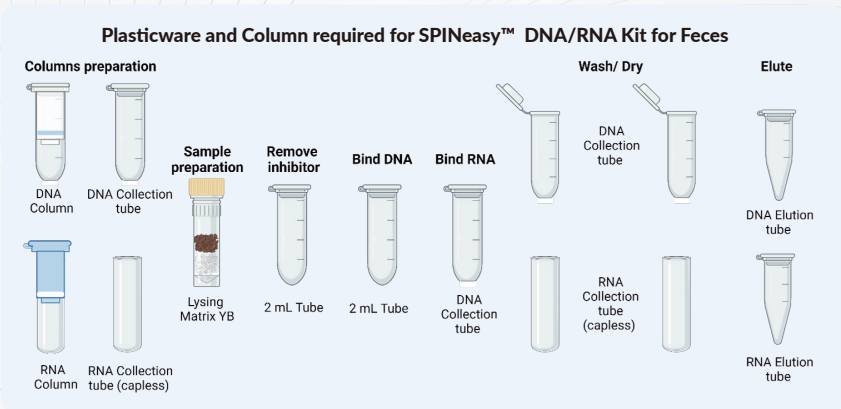 Plasticware and Column required for SPINeasy™ DNA/RNA Kit for Feces
Columns preparation
Wash/ Dry
Elute
Sample
preparation
Remove
inhibitor
Bind DNA
Bind RNA
DNA
Column
DNA Collection
tube
DNA
Collection
tube
DNA Elution
tube
Lysing
Matrix YB
2 mL Tube
2 mL Tube
DNA
Collection
tube
RNA
Collection
tube
(capless)
RNA
Column
RNA Collection
tube (capless)
RNA Elution
tube